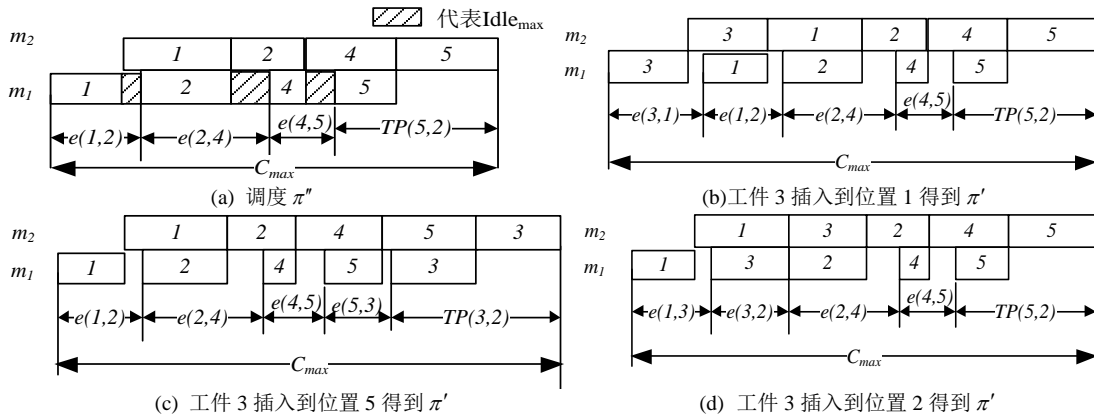 代表Idlemax
m2 1 2 4 5
m1 1 2 4 5
e(1,2) e(2,4) e(4,5) TP(5,2)
Cmax
(a) 调度 π″
m2 3 1 2 4 5
m1 3 1 2 4 5
e(3,1) e(1,2) e(2,4) e(4,5) TP(5,2)
Cmax
(b)工件 3 插入到位置 1 得到 π′
m2 1 2 4 5 3
m1 1 2 4 5 3
e(1,2) e(2,4) e(4,5) e(5,3) TP(3,2)
Cmax
(c) 工件 3 插入到位置 5 得到 π′
m2 1 3 2 4 5
m1 1 3 2 4 5
e(1,3) e(3,2) e(2,4) e(4,5) TP(5,2)
Cmax
(d) 工件 3 插入到位置 2 得到 π′